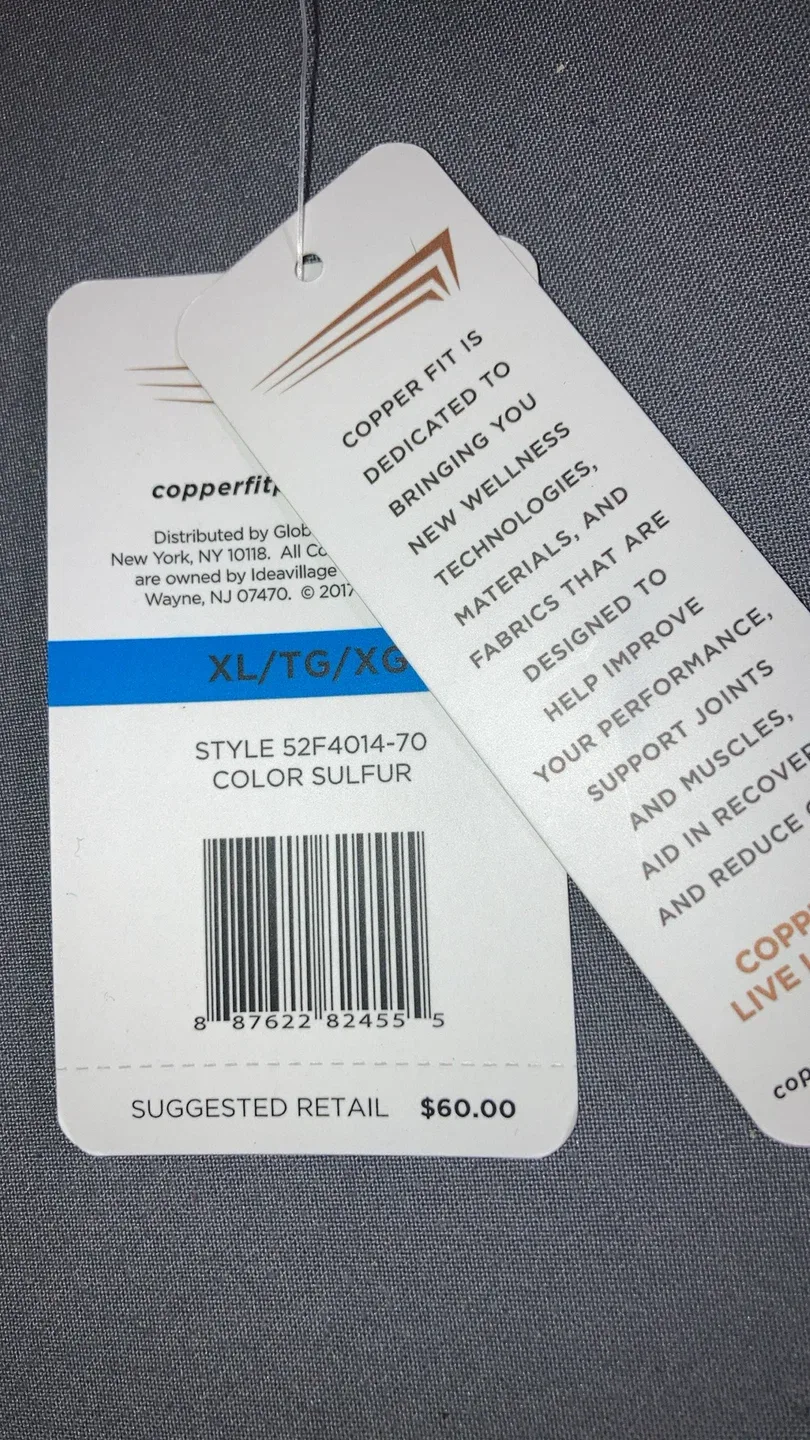 copperfit
Distributed by Glob
New York, NY 10118. All Co
are owned by Ideavillage
Wayne, NJ 07470. © 2017
XL/TG/XG
STYLE 52F4014-70
COLOR SULFUR
8 87622 82455 5
SUGGESTED RETAIL $60.00
COPPER FIT IS
DEDICATED TO
BRINGING YOU
NEW WELLNESS
TECHNOLOGIES,
MATERIALS, AND
FABRICS THAT ARE
DESIGNED TO
HELP IMPROVE
YOUR PERFORMANCE,
SUPPORT JOINTS
AND MUSCLES,
AID IN RECOVER
AND REDUCE
COPP
LIVE
cop